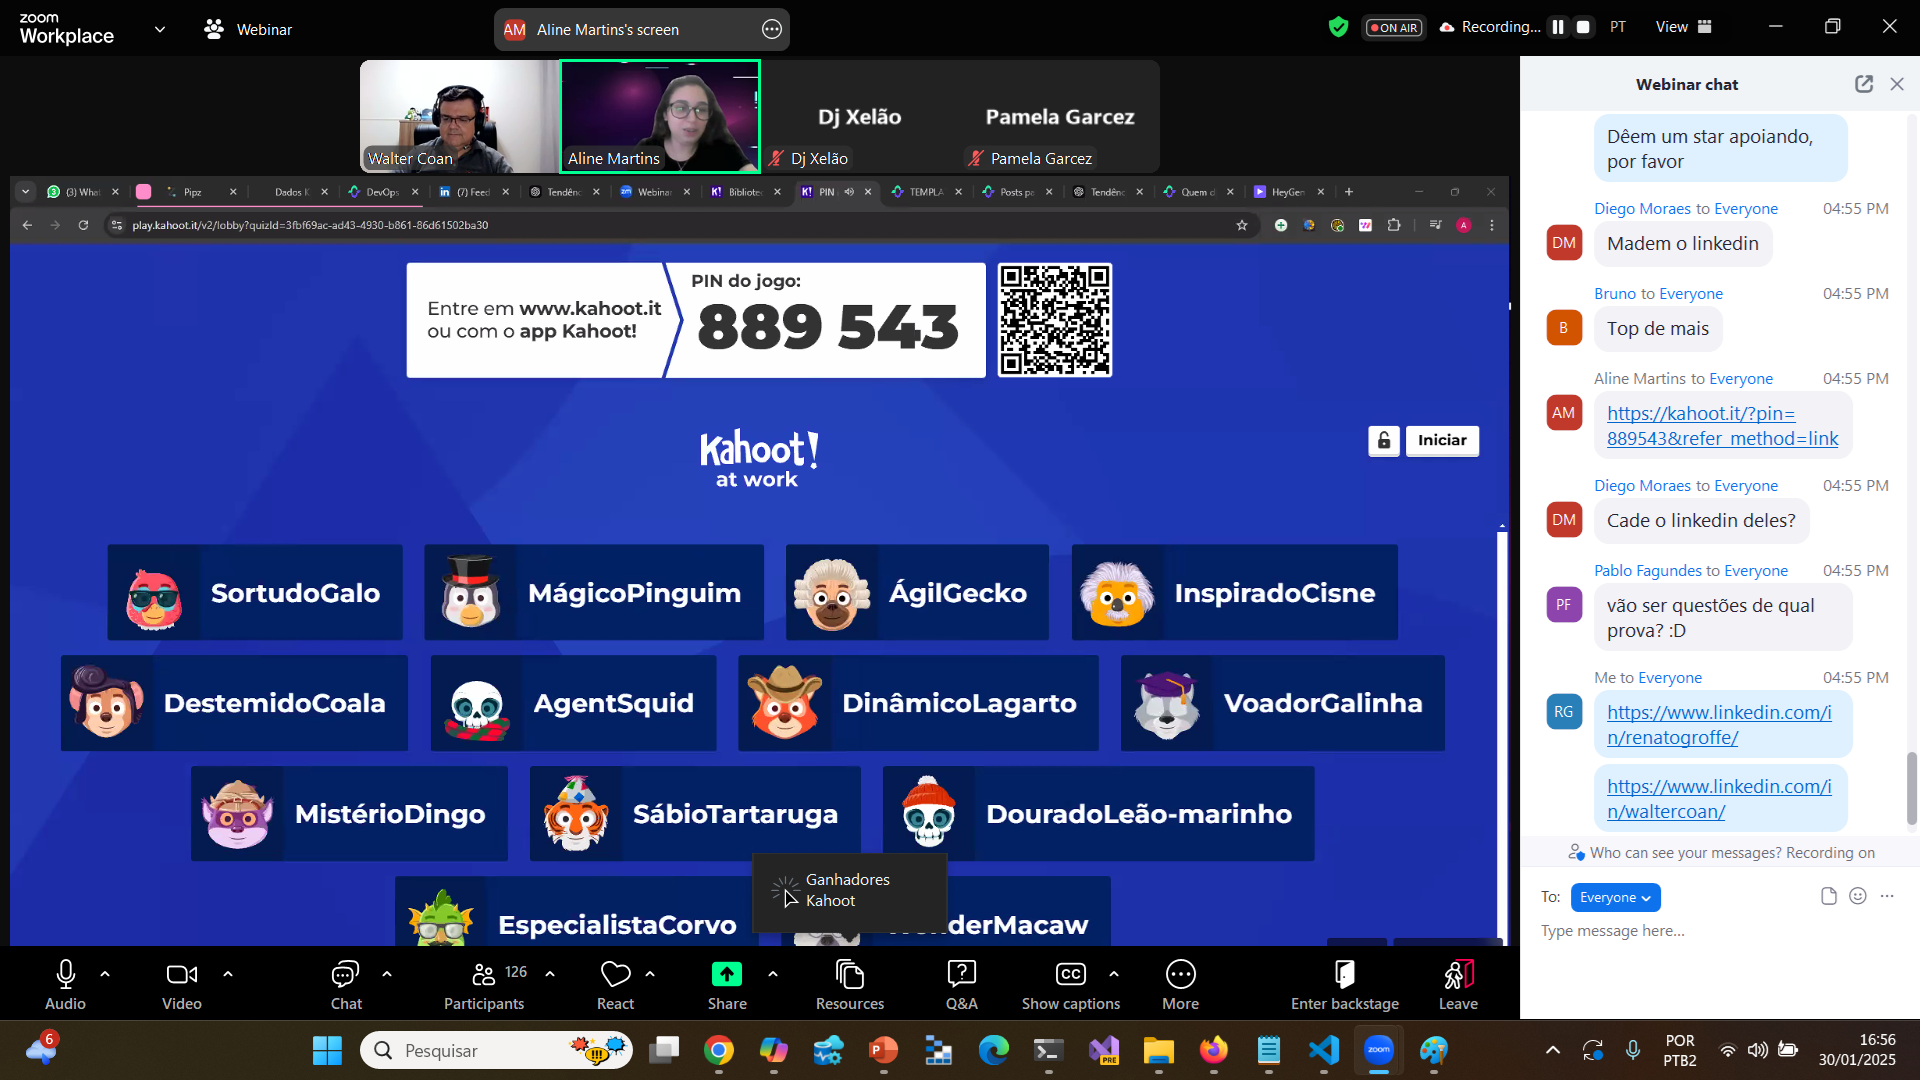 zoom
Workplace
Webinar
AM
Aline Martins's screen
ON AIR
Recording...
PT
View
Walter Coan
Aline Martins
Dj Xelão
Dj Xelão
Pamela Garcez
Pamela Garcez
(3) What
Pipz
Dados K
DevOps
(7) Feed
Tendênc
Webinar
Bibliote
PIN
TEMPLA
Posts pa
Tendênc
Quem d
HeyGen
play.kahoot.it/v2/lobby?quizId=3fbf69ac-ad43-4930-b861-86d61502ba30
A
Entre em www.kahoot.it
ou com o app Kahoot!
PIN do jogo:
889 543
Kahoot!
at work
Iniciar
SortudoGalo
MágicoPinguim
ÁgilGecko
InspiradoCisne
DestemidoCoala
AgentSquid
DinâmicoLagarto
VoadorGalinha
MistérioDingo
SábioTartaruga
DouradoLeão-marinho
EspecialistaCorvo
Ganhadores
Kahoot
Webinar chat
Dêem um star apoiando,
por favor
Diego Moraes to Everyone 04:55 PM
DM
Madem o linkedin
Bruno to Everyone 04:55 PM
B
Top de mais
Aline Martins to Everyone 04:55 PM
AM
https://kahoot.it/?pin=
889543&refer_method=link
Diego Moraes to Everyone 04:55 PM
DM
Cade o linkedin deles?
Pablo Fagundes to Everyone 04:55 PM
PF
vão ser questões de qual
prova? :D
Me to Everyone 04:55 PM
RG
https://www.linkedin.com/i
n/renatogroffe/
https://www.linkedin.com/i
n/waltercoan/
Who can see your messages? Recording on
To: Everyone
Type message here...
Audio
Video
Chat
126
Participants
React
Share
Resources
Q&A
CC
Show captions
More
Enter backstage
Leave
6
Pesquisar
PRE
zoom
POR
PTB2
16:56
30/01/2025